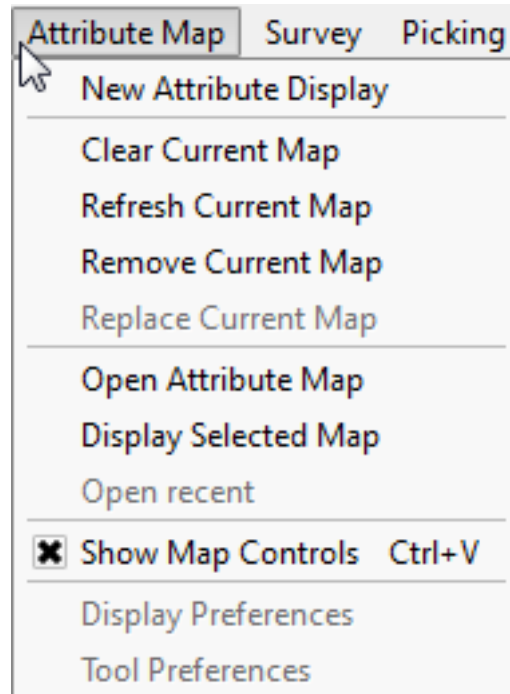 Attribute Map Survey Picking
New Attribute Display
Clear Current Map
Refresh Current Map
Remove Current Map
Replace Current Map
Open Attribute Map
Display Selected Map
Open recent
Show Map Controls Ctrl+V
Display Preferences
Tool Preferences